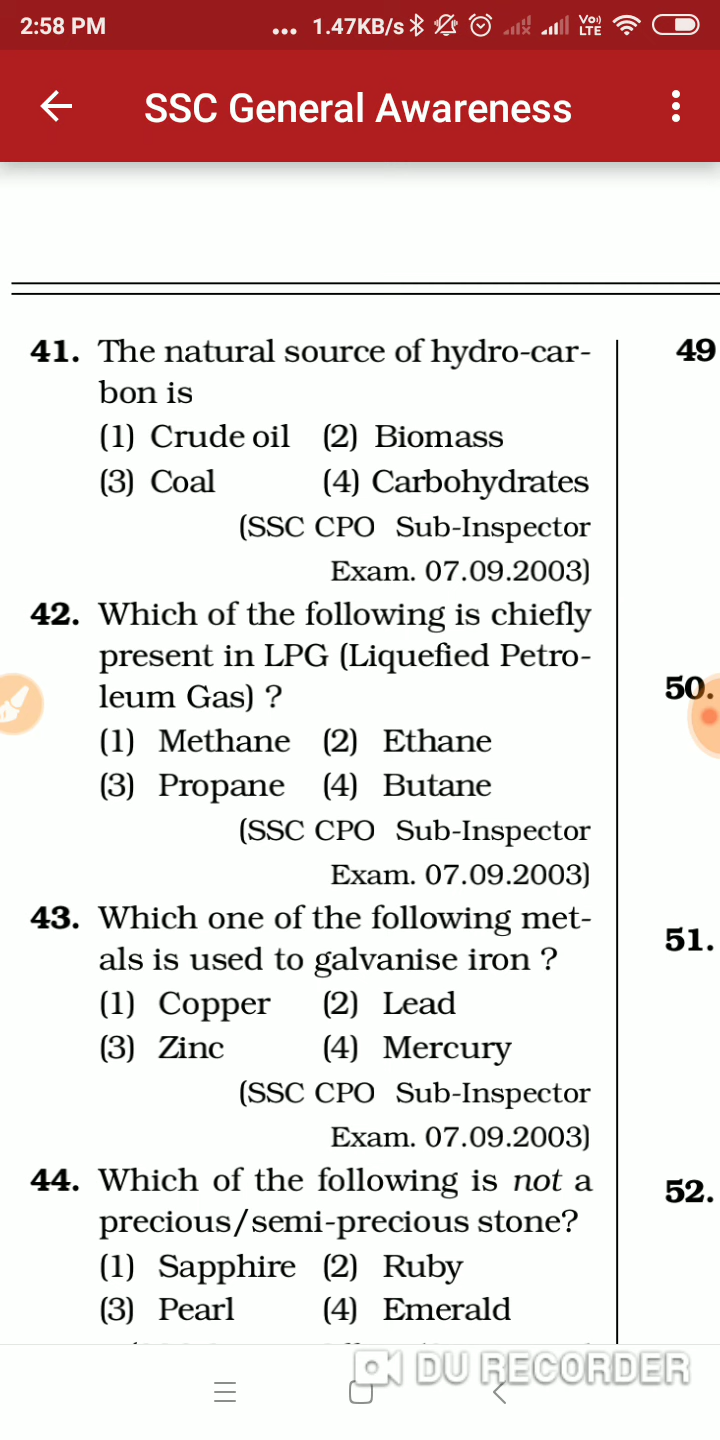 2:58 PM ... 1.47KB/s Vo)) LTE
SSC General Awareness
41. The natural source of hydro-car-
bon is
(1) Crude oil (2) Biomass
(3) Coal (4) Carbohydrates
(SSC CPO Sub-Inspector
Exam. 07.09.2003)
42. Which of the following is chiefly
present in LPG (Liquefied Petro-
leum Gas) ?
(1) Methane (2) Ethane
(3) Propane (4) Butane
(SSC CPO Sub-Inspector
Exam. 07.09.2003)
43. Which one of the following met-
als is used to galvanise iron ?
(1) Copper (2) Lead
(3) Zinc (4) Mercury
(SSC CPO Sub-Inspector
Exam. 07.09.2003)
44. Which of the following is not a
precious/semi-precious stone?
(1) Sapphire (2) Ruby
(3) Pearl (4) Emerald
49
50.
51.
52.
DU RECORDER